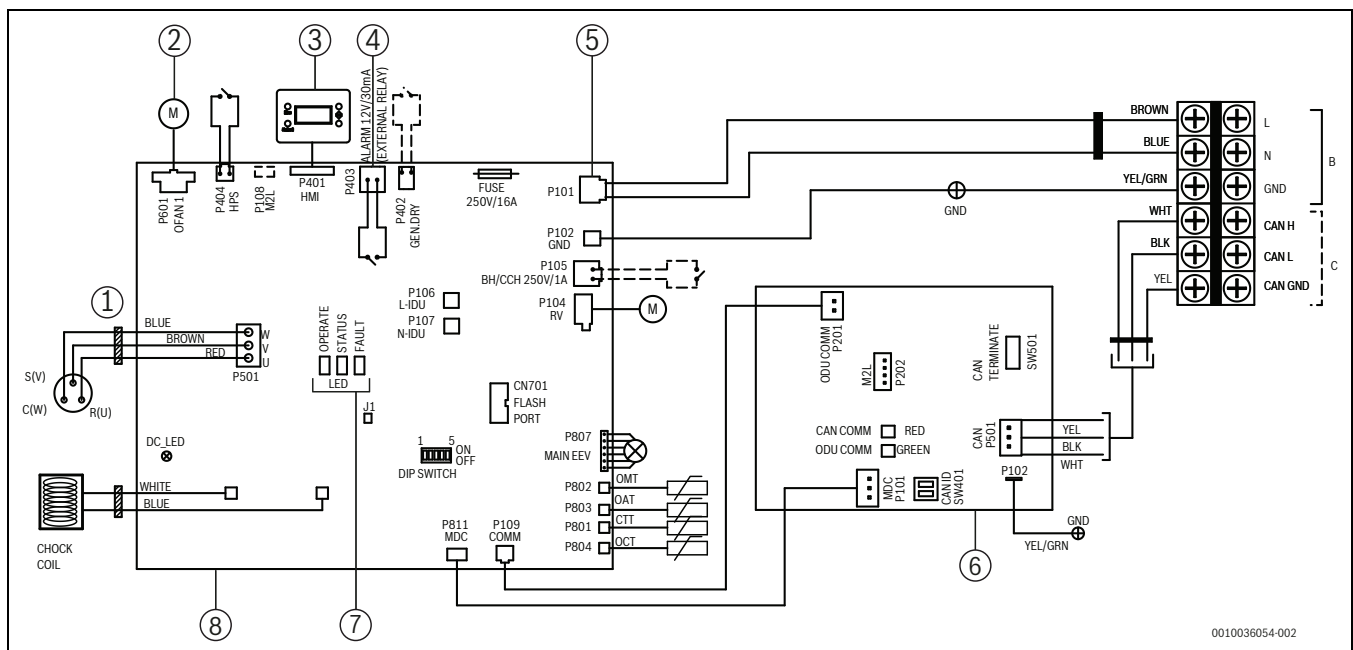 2
3
4
5
M
ALARM 12V/30mA
(EXTERNAL RELAY)
P601
OFAN 1
P404
HPS
P108
M2L
P401
HMI
P403
P402
GEN.DRY
FUSE
250V/16A
P101
BROWN
L
BLUE
N
B
YEL/GRN
GND
GND
P102
GND
WHT
CAN H
BLK
CAN L
C
YEL
CAN GND
P105
BH/CCH 250V/1A
P104
RV
M
P106
L-IDU
P107
N-IDU
1
BLUE
BROWN
RED
W
V
U
P501
S(V)
C(W)
R(U)
OPERATE
STATUS
FAULT
LED
J1
CN701
FLASH
PORT
ODU COMM
P201
M2L
P202
CAN
TERMINATE
SW501
CAN COMM
RED
ODU COMM
GREEN
CAN
P501
YEL
BLK
WHT
MDC
P101
CAN ID
SW401
P102
GND
YEL/GRN
6
DC_LED
1
5
ON
OFF
DIP SWITCH
P807
MAIN EEV
P802
OMT
P803
OAT
P801
CTT
P804
OCT
WHITE
BLUE
CHOCK
COIL
P811
MDC
P109
COMM
8
7
0010036054-002